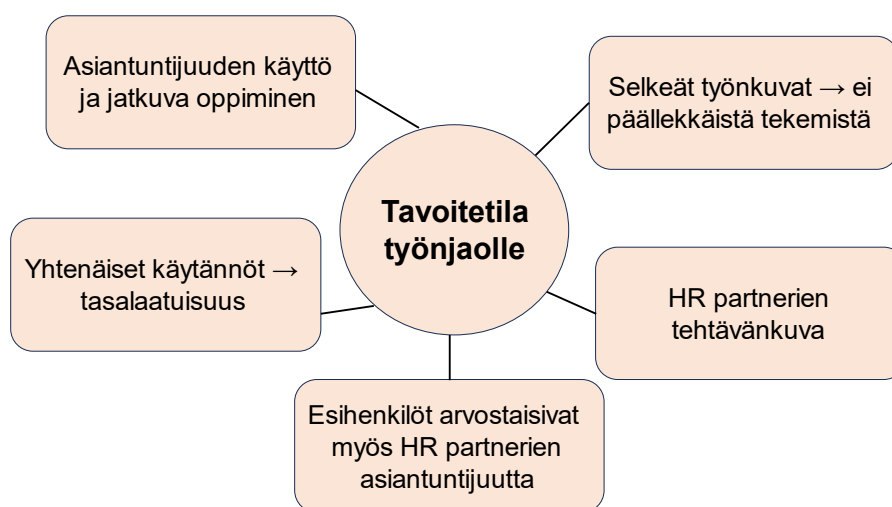 Asiantuntijuuden käyttö
ja jatkuva oppiminen
Selkeät työnkuvat → ei
päällekkäistä tekemistä
Tavoitetila
työnjaolle
Yhtenäiset käytännöt →
tasalaatuisuus
HR partnerien
tehtävänkuva
Esihenkilöt arvostaisivat
myös HR partnerien
asiantuntijuutta